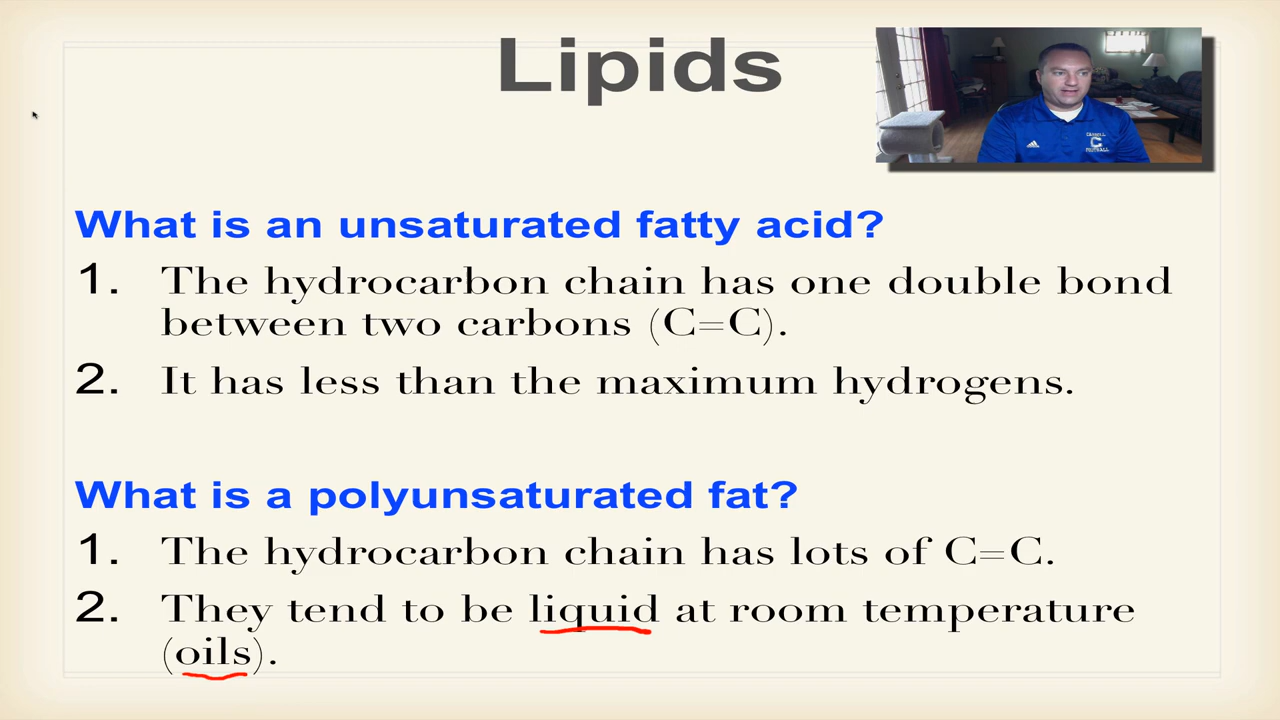 Lipids
CARROLL
C
FOOTBALL
What is an unsaturated fatty acid?
1. The hydrocarbon chain has one double bond
between two carbons (C=C).
2. It has less than the maximum hydrogens.
What is a polyunsaturated fat?
1. The hydrocarbon chain has lots of C=C.
2. They tend to be liquid at room temperature
(oils).